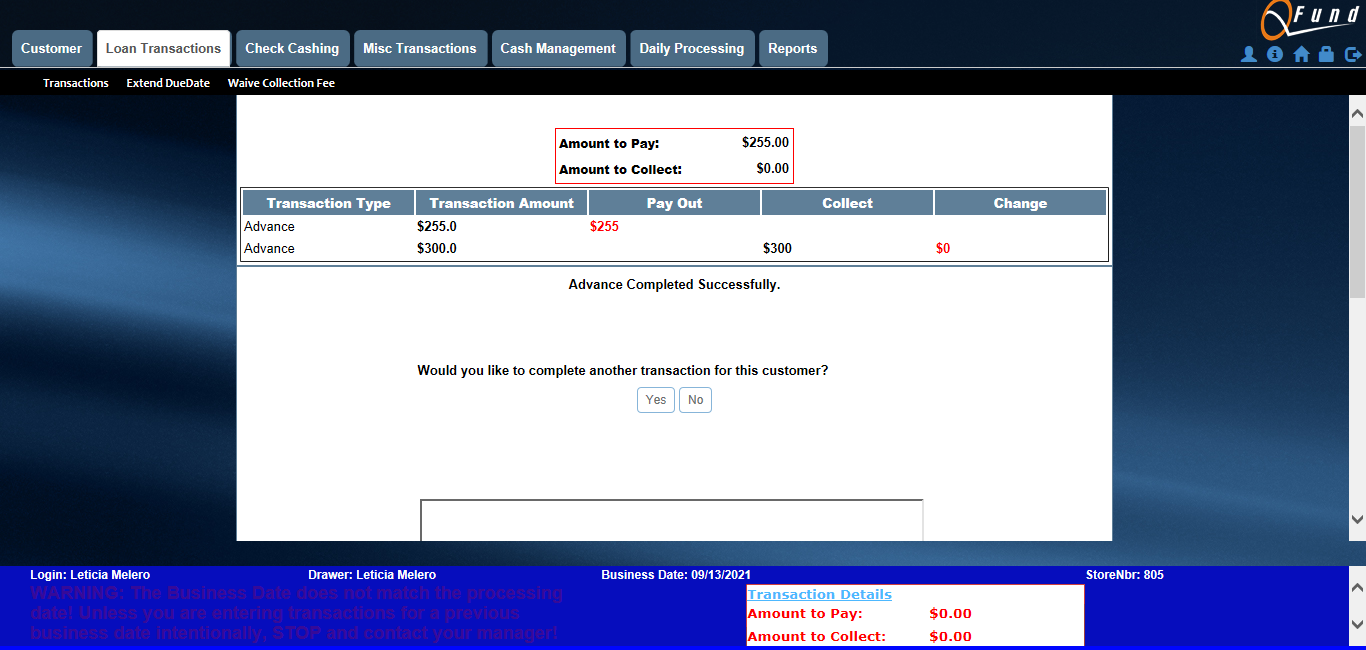 Fund
Customer
Loan Transactions
Check Cashing
Misc Transactions
Cash Management
Daily Processing
Reports
Transactions
Extend DueDate
Waive Collection Fee
Amount to Pay: $255.00
Amount to Collect: $0.00
Transaction Type Transaction Amount Pay Out Collect Change
Advance $255.0 $255
Advance $300.0 $300 $0
Advance Completed Successfully.
Would you like to complete another transaction for this customer?
Yes No
Login: Leticia Melero Drawer: Leticia Melero Business Date: 09/13/2021 StoreNbr: 805
WARNING: The Business Date does not match the processing
date! Unless you are entering transactions for a previous
business date intentionally, STOP and contact your manager!
Transaction Details
Amount to Pay: $0.00
Amount to Collect: $0.00